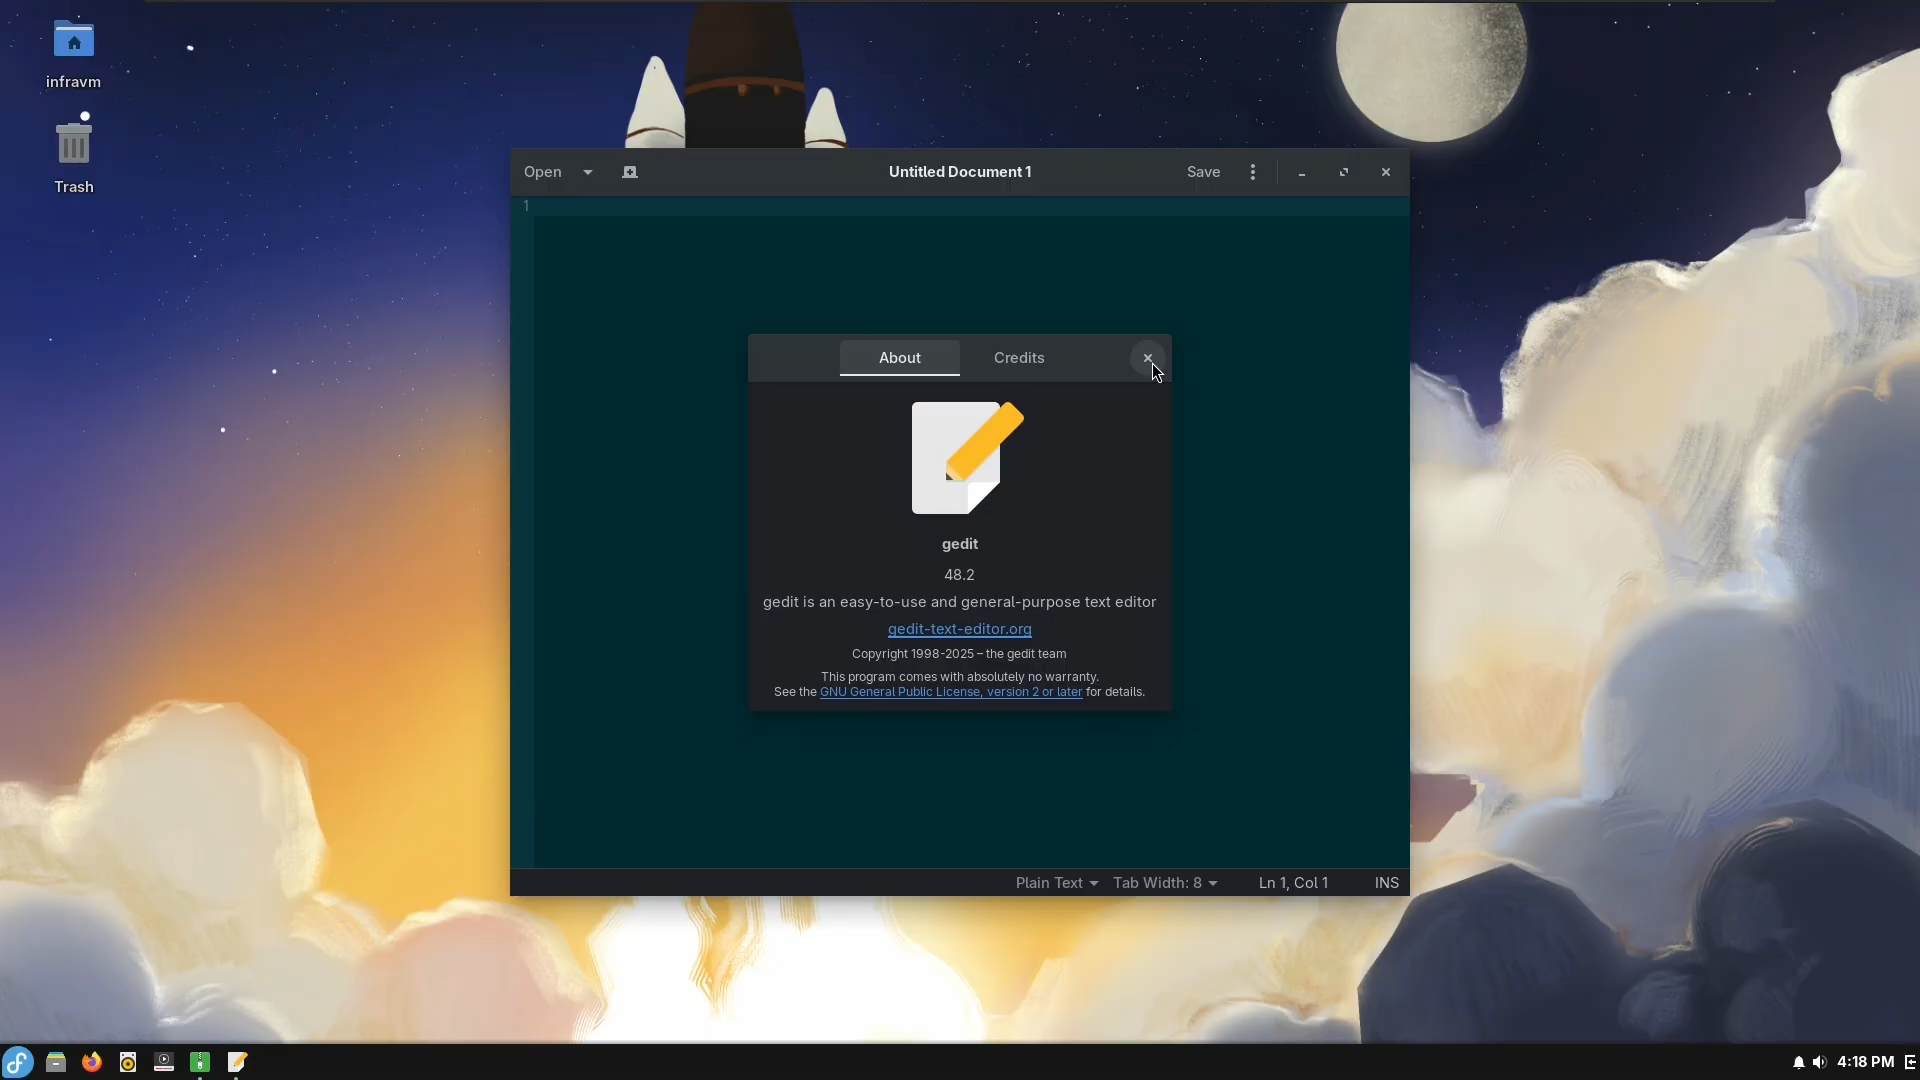 infravm
Trash
Open
Untitled Document 1
Save
1
About
Credits
gedit
48.2
gedit is an easy-to-use and general-purpose text editor
gedit-text-editor.org
Copyright 1998-2025 – the gedit team
This program comes with absolutely no warranty.
See the GNU General Public License, version 2 or later for details.
Plain Text
Tab Width: 8
Ln 1, Col 1
INS
4:18 PM